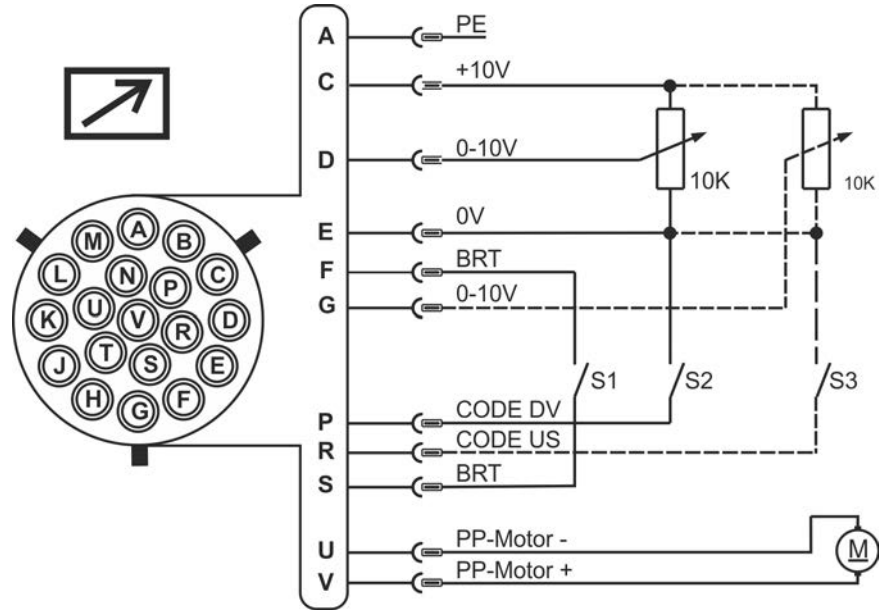 A PE
C +10V
D 0-10V
10K 10K
E 0V
F BRT
G 0-10V
S1 S2 S3
P CODE DV
R CODE US
S BRT
U PP-Motor -
V PP-Motor +
M
A
M B
L N P C
K U V R D
J T S E
H G F